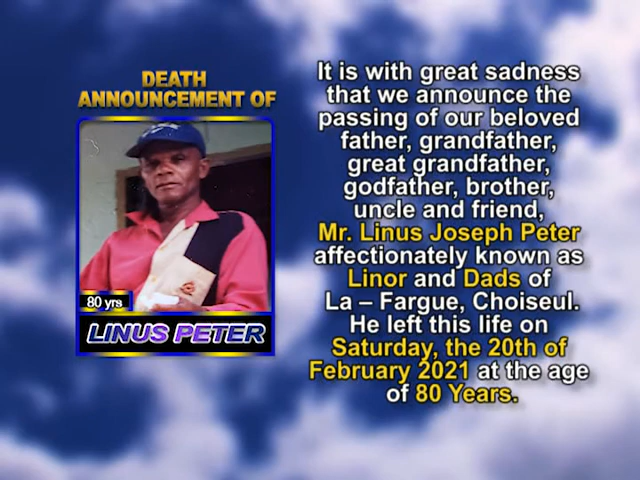 DEATH
ANNOUNCEMENT OF
80 yrs
LINUS PETER
It is with great sadness
that we announce the
passing of our beloved
father, grandfather,
great grandfather,
godfather, brother,
uncle and friend,
Mr. Linus Joseph Peter
affectionately known as
Linor and Dads of
La – Fargue, Choiseul.
He left this life on
Saturday, the 20th of
February 2021 at the age
of 80 Years.